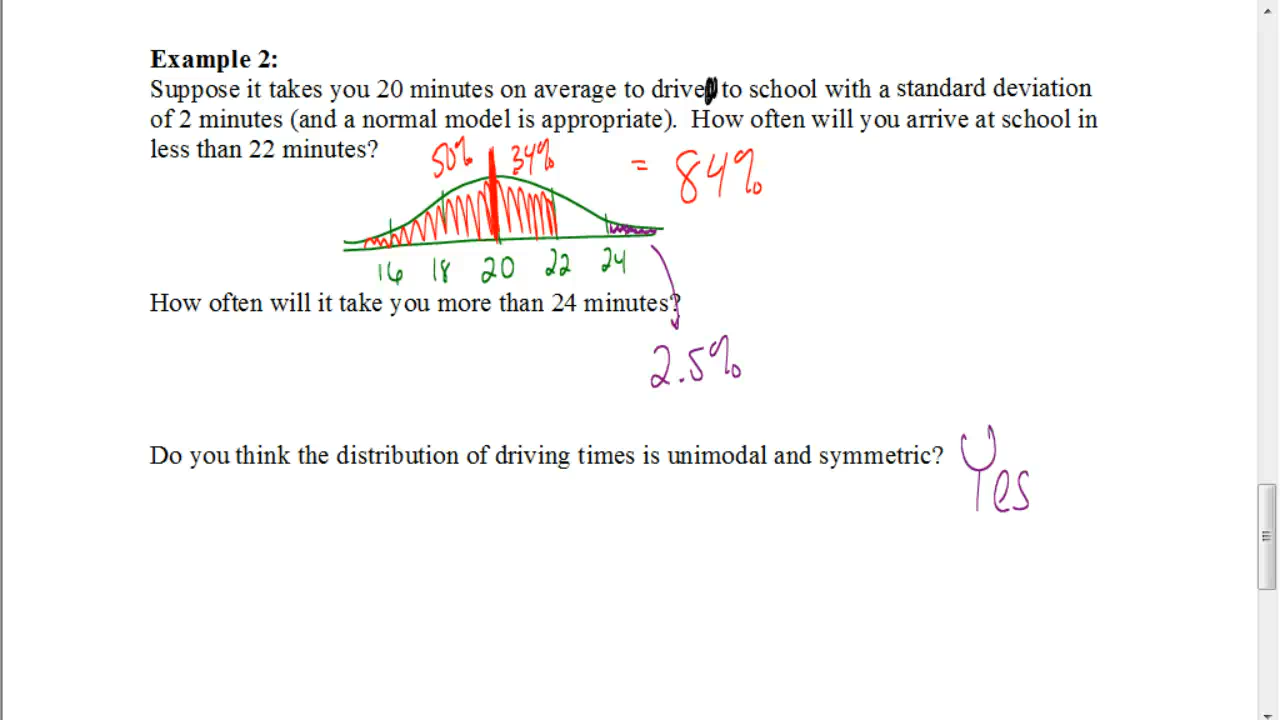 Example 2:
Suppose it takes you 20 minutes on average to drive to school with a standard deviation
of 2 minutes (and a normal model is appropriate). How often will you arrive at school in
less than 22 minutes?
50% 34% = 84%
16 18 20 22 24
How often will it take you more than 24 minutes?
2.5%
Do you think the distribution of driving times is unimodal and symmetric?
Yes